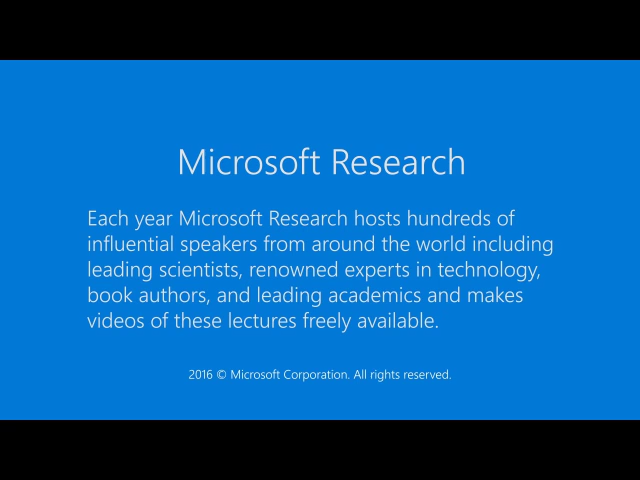 Microsoft Research
Each year Microsoft Research hosts hundreds of
influential speakers from around the world including
leading scientists, renowned experts in technology,
book authors, and leading academics and makes
videos of these lectures freely available.
2016 © Microsoft Corporation. All rights reserved.